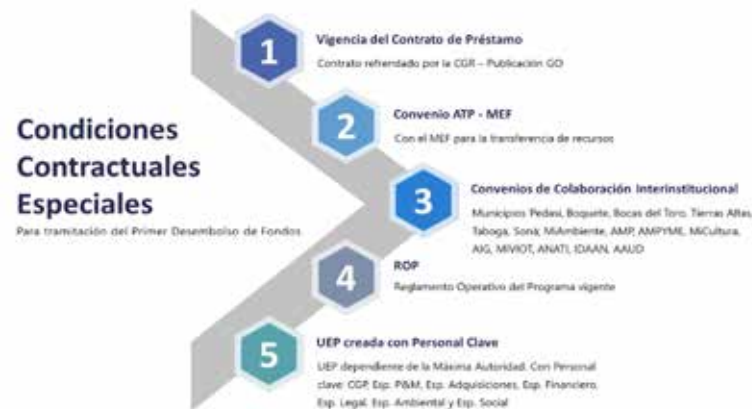 Condiciones
Contractuales
Especiales
Para tramitación del Primer Desembolso de Fondos
1
Vigencia del Contrato de Préstamo
Contrato refrendado por la CGR – Publicación GO
2
Convenio ATP - MEF
Con el MEF para la transferencia de recursos
3
Convenios de Colaboración Interinstitucional
Municipios Pedasí, Boquete, Bocas del Toro, Tierras Altas,
Taboga, Soná; MiAmbiente, AMP, AMPYME, MiCultura,
AIG, MIVIOT, ANATI, IDAAN, AAUD
4
ROP
Reglamento Operativo del Programa vigente
5
UEP creada con Personal Clave
UEP dependiente de la Máxima Autoridad. Con Personal
clave: CGP, Esp. P&M, Esp. Adquisiciones, Esp. Financiero,
Esp. Legal, Esp. Ambiental y Esp. Social